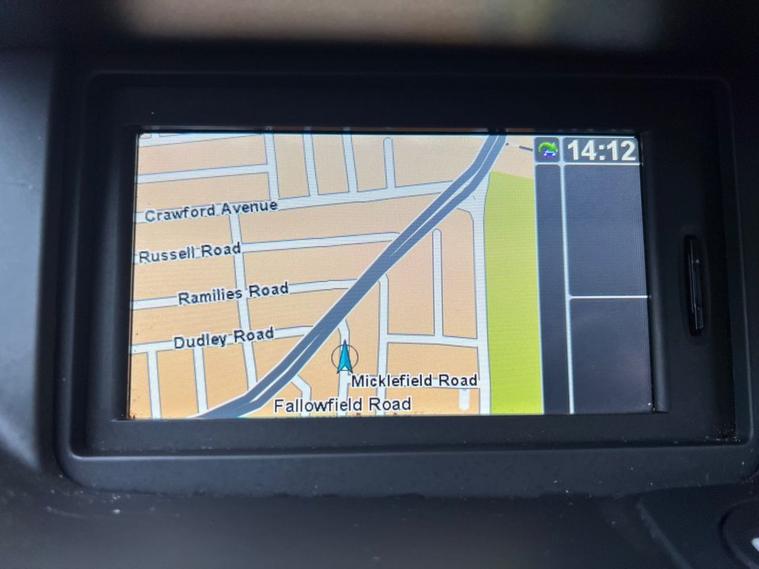 14:12
Crawford Avenue
Russell Road
Ramilies Road
Dudley Road
Micklefield Road
Fallowfield Road